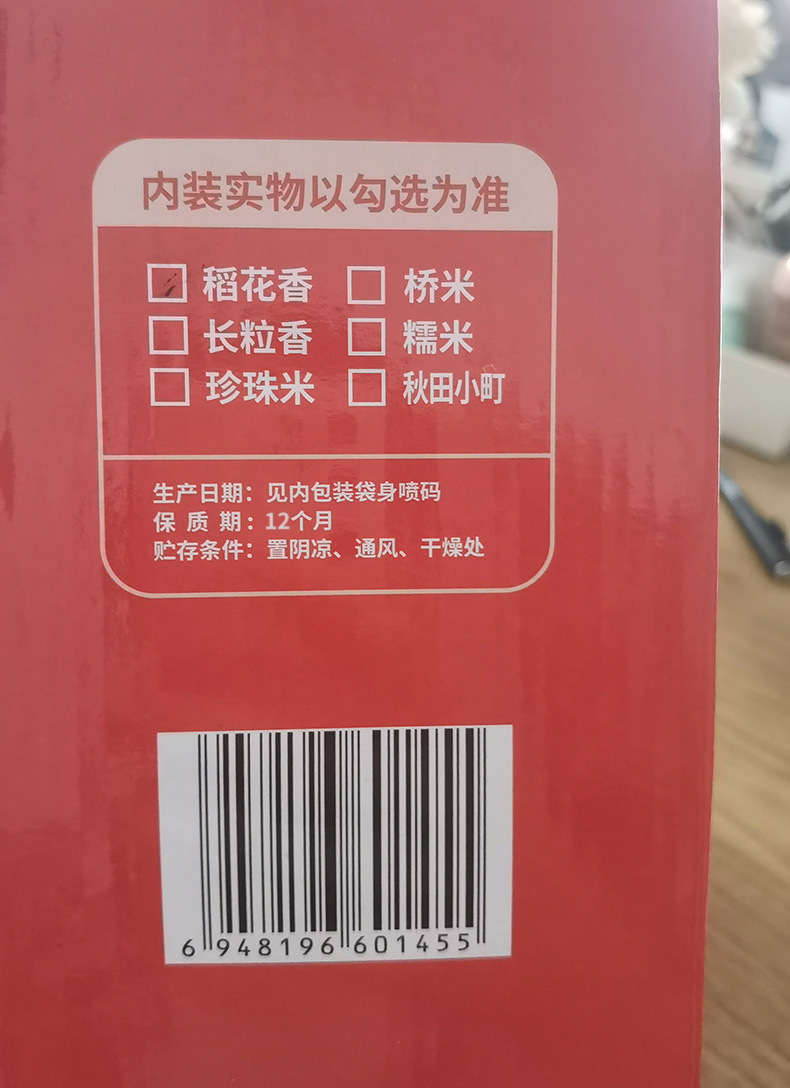 内装实物以勾选为准
稻花香 桥米
长粒香 糯米
珍珠米 秋田小町
生产日期：见内包装袋身喷码
保质期：12个月
贮存条件：置阴凉、通风、干燥处
6 948196 601455